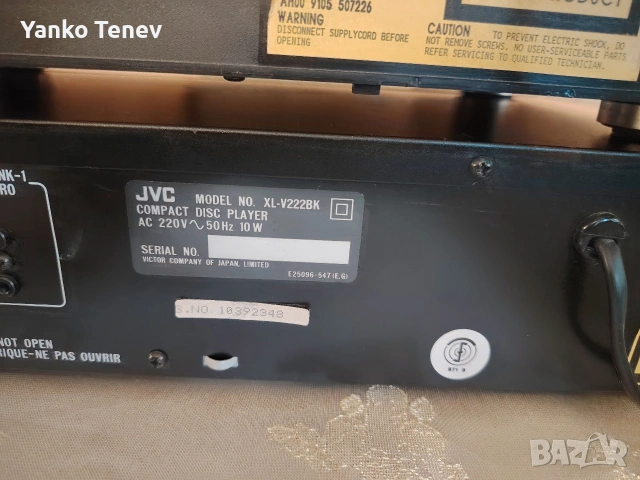 Yanko Tenev
AH00 9105 507226
WARNING
DISCONNECT SUPPLYCORD BEFORE
OPENING
CAUTION: TO PREVENT ELECTRIC SHOCK, DO
NOT REMOVE SCREWS. NO USER-SERVICEABLE PARTS
REFER SERVICING TO QUALIFIED TECHNICIAN.
NK-1
RO
JVC MODEL NO. XL-V222BK
COMPACT DISC PLAYER
AC 220V ~ 50Hz 10W
SERIAL NO.
VICTOR COMPANY OF JAPAN, LIMITED
E25096-547(E.G)
S.NO. 10392348
NOT OPEN
RIQUE-NE PAS OUVRIR
BAZAR